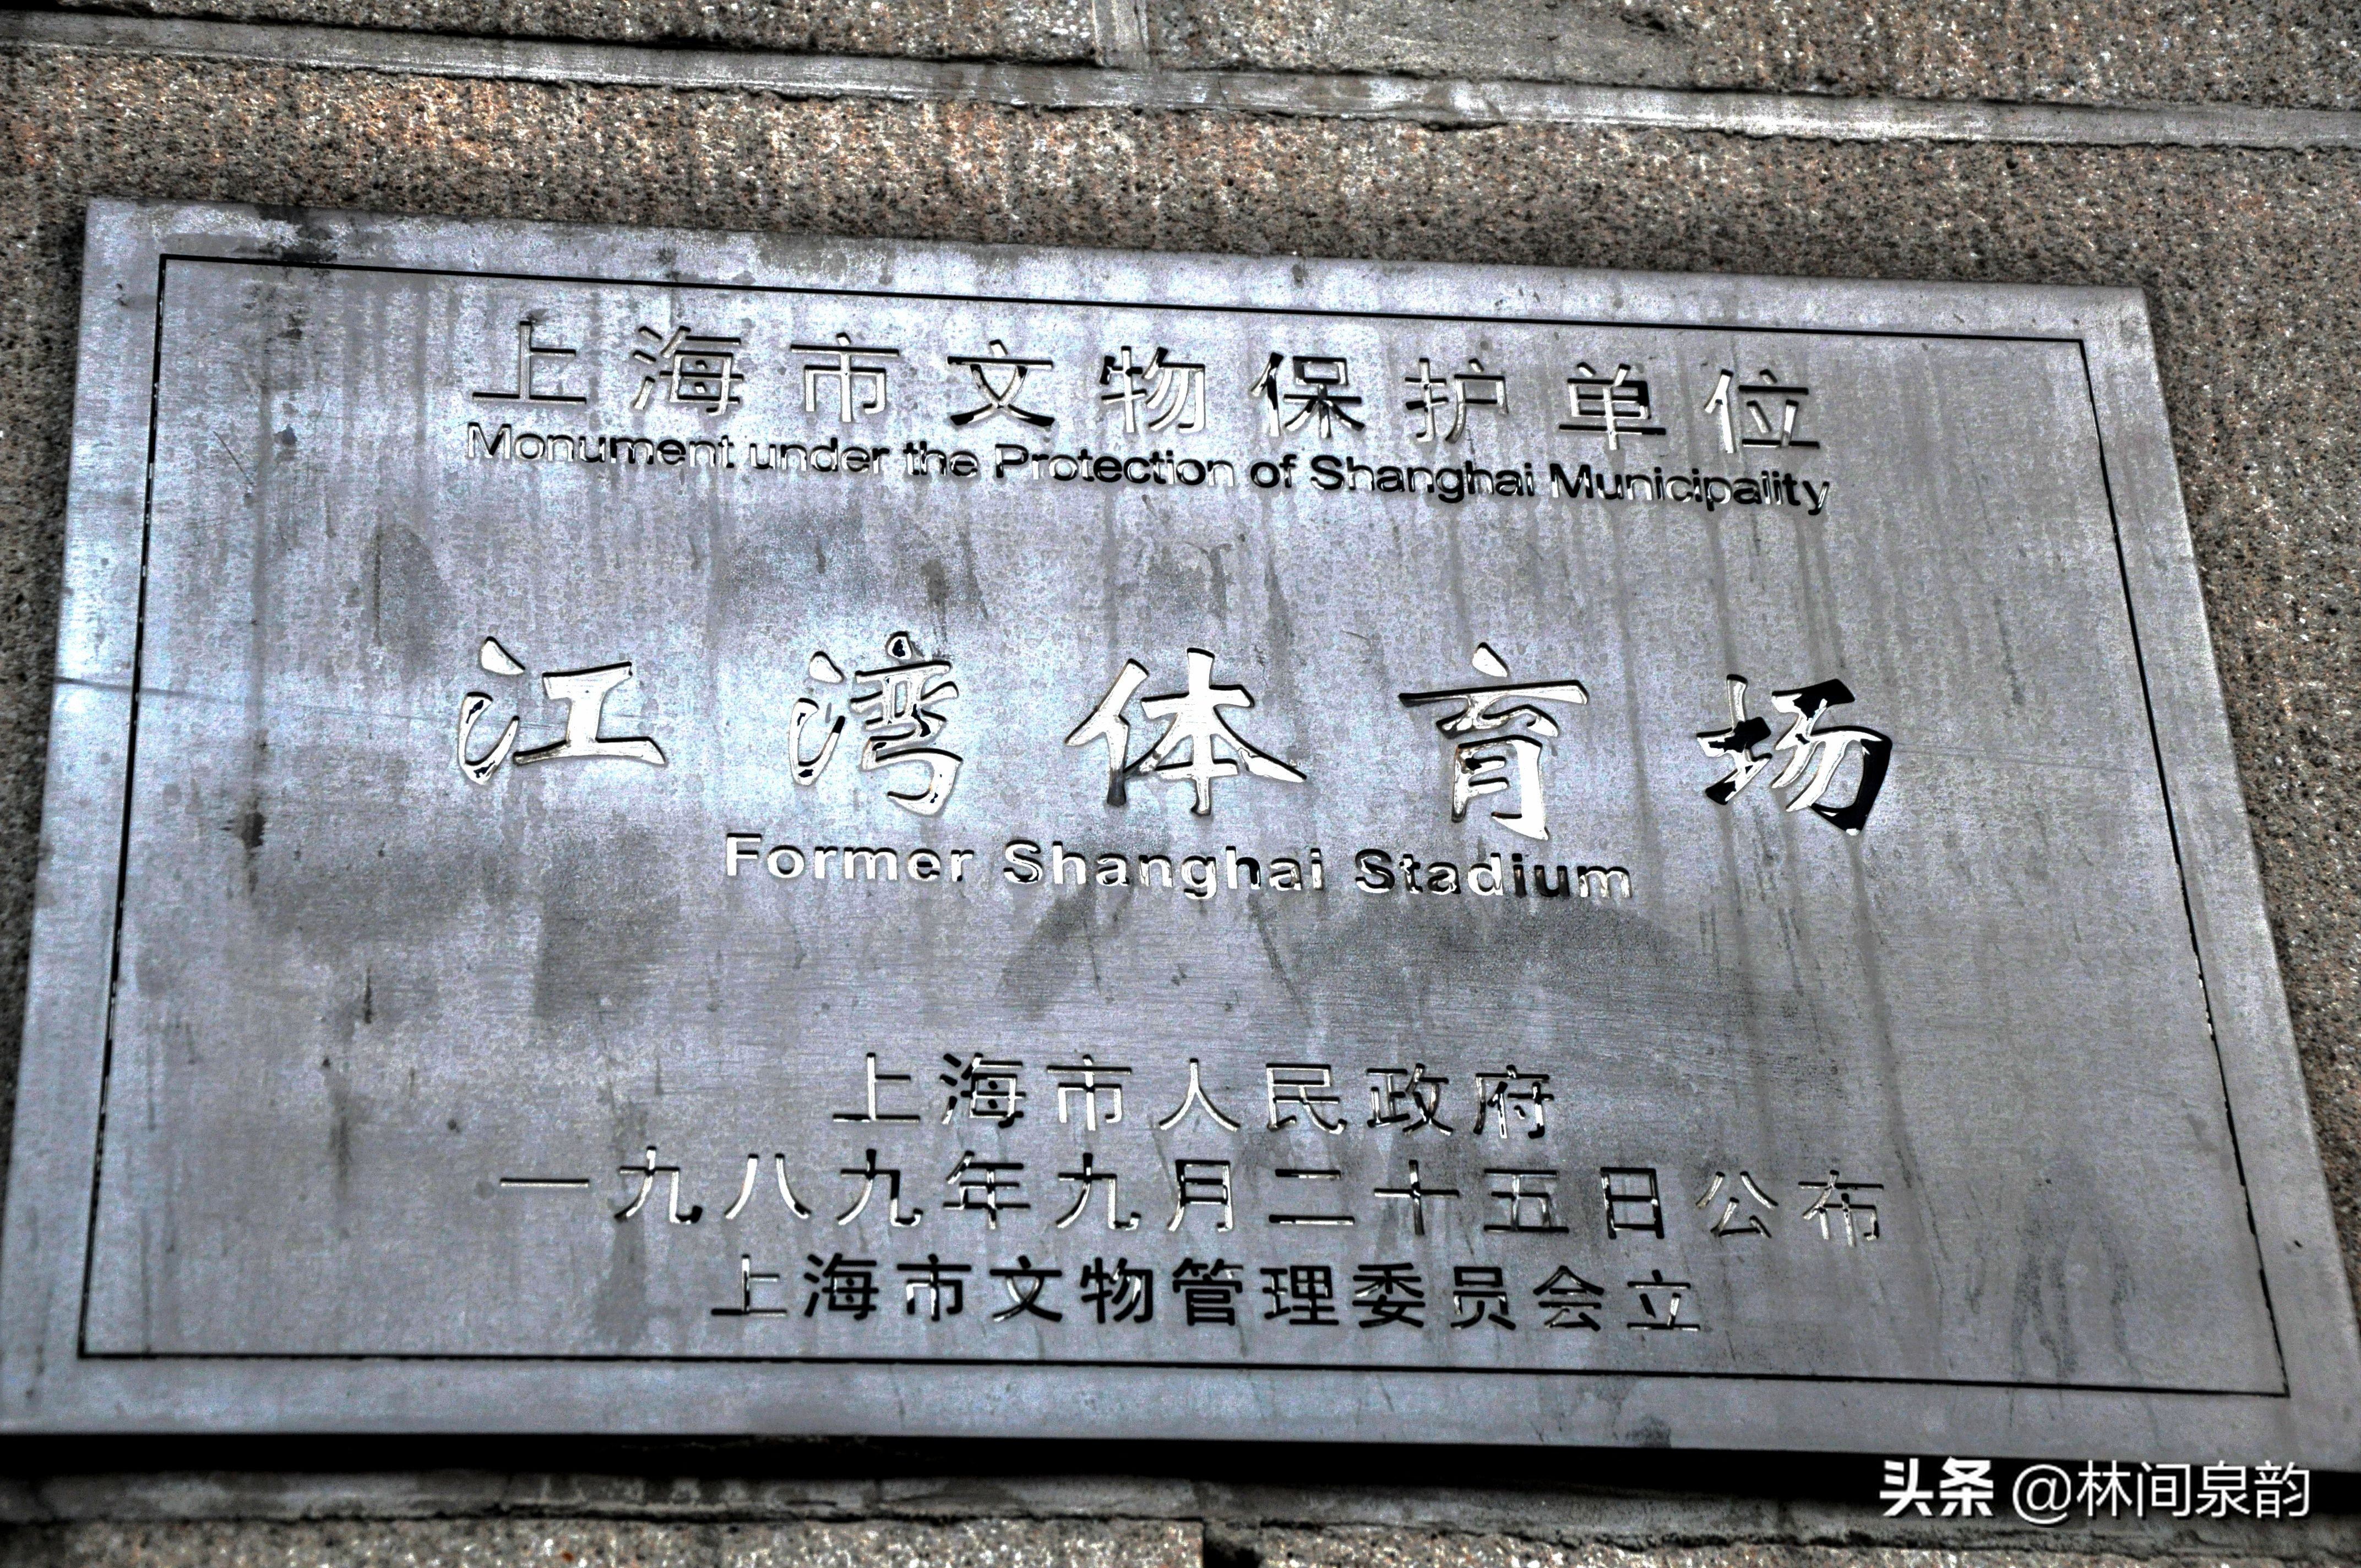 上海市文物保护单位
Monument under the Protection of Shanghai Municipality
江湾体育场
Former Shanghai Stadium
上海市人民政府
一九八九年九月二十五日公布
上海市文物管理委员会立
头条 @林间泉韵